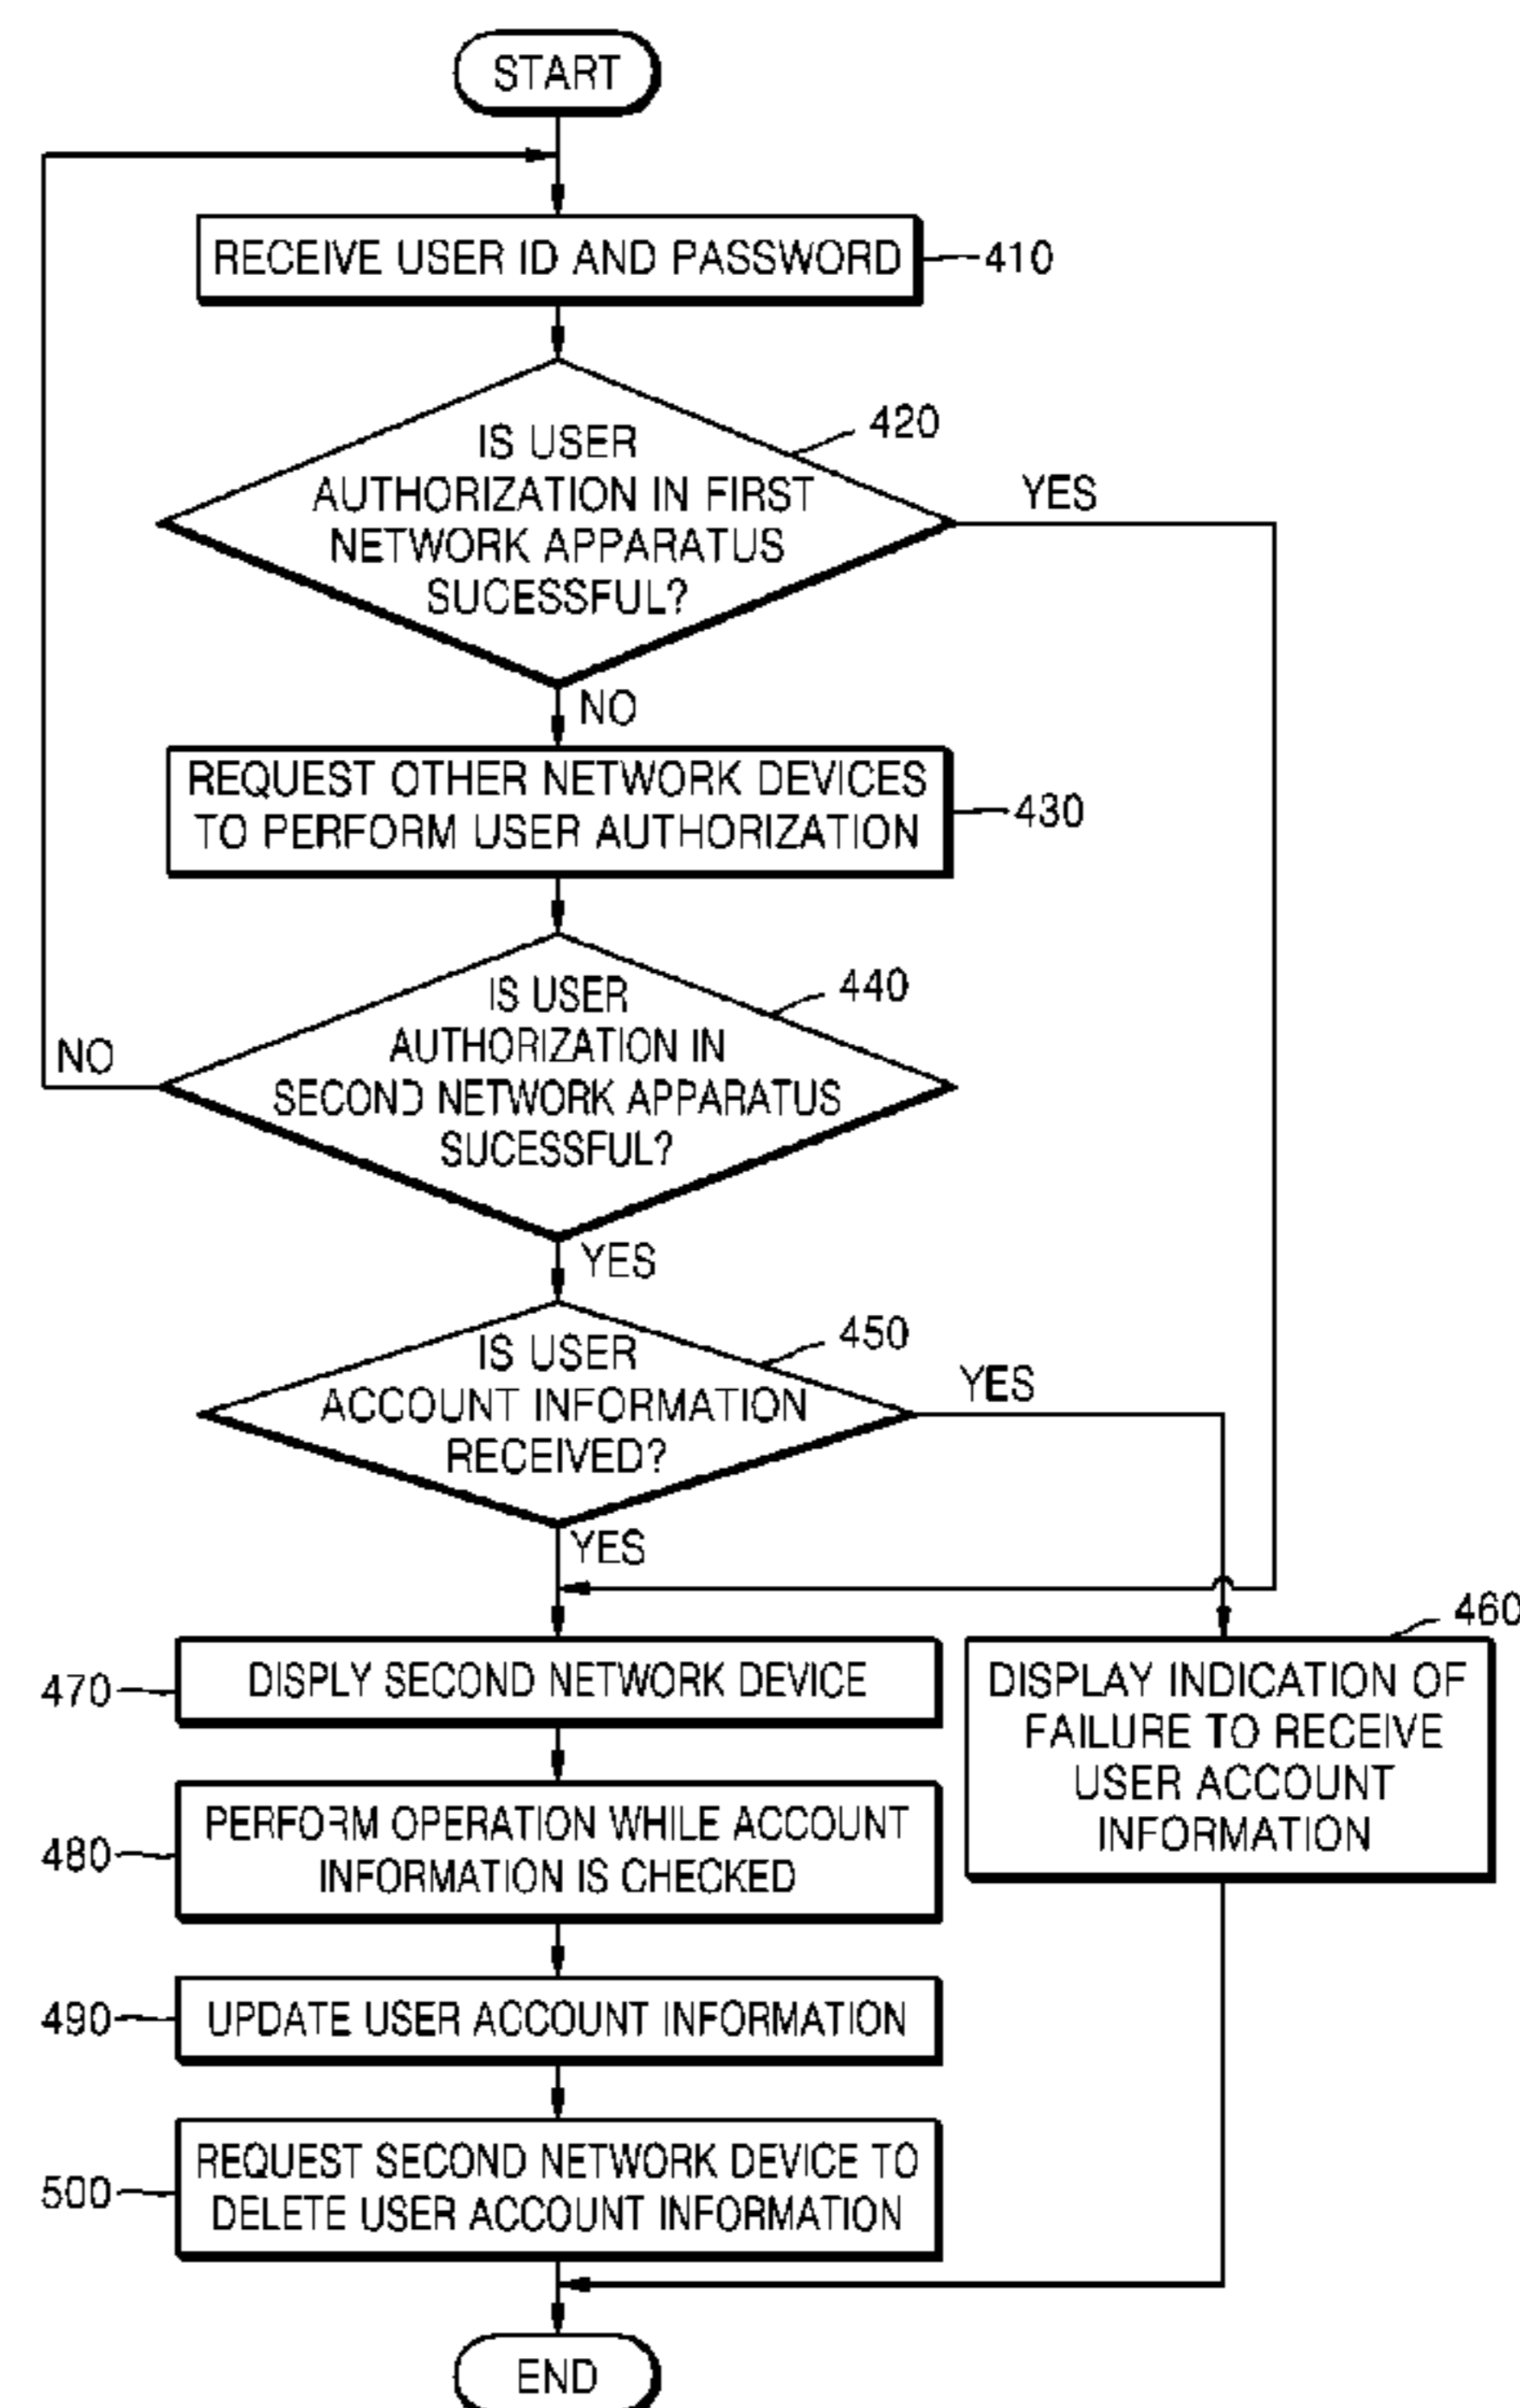 START
RECEIVE USER ID AND PASSWORD
410
IS USER
AUTHORIZATION IN FIRST
NETWORK APPARATUS
SUCESSFUL?
420
YES
NO
REQUEST OTHER NETWORK DEVICES
TO PERFORM USER AUTHORIZATION
430
IS USER
AUTHORIZATION IN
SECOND NETWORK APPARATUS
SUCESSFUL?
440
NO
YES
IS USER
ACCOUNT INFORMATION
RECEIVED?
450
YES
YES
460
470
DISPLY SECOND NETWORK DEVICE
DISPLAY INDICATION OF
FAILURE TO RECEIVE
USER ACCOUNT
INFORMATION
480
PERFORM OPERATION WHILE ACCOUNT
INFORMATION IS CHECKED
490
UPDATE USER ACCOUNT INFORMATION
500
REQUEST SECOND NETWORK DEVICE TO
DELETE USER ACCOUNT INFORMATION
END